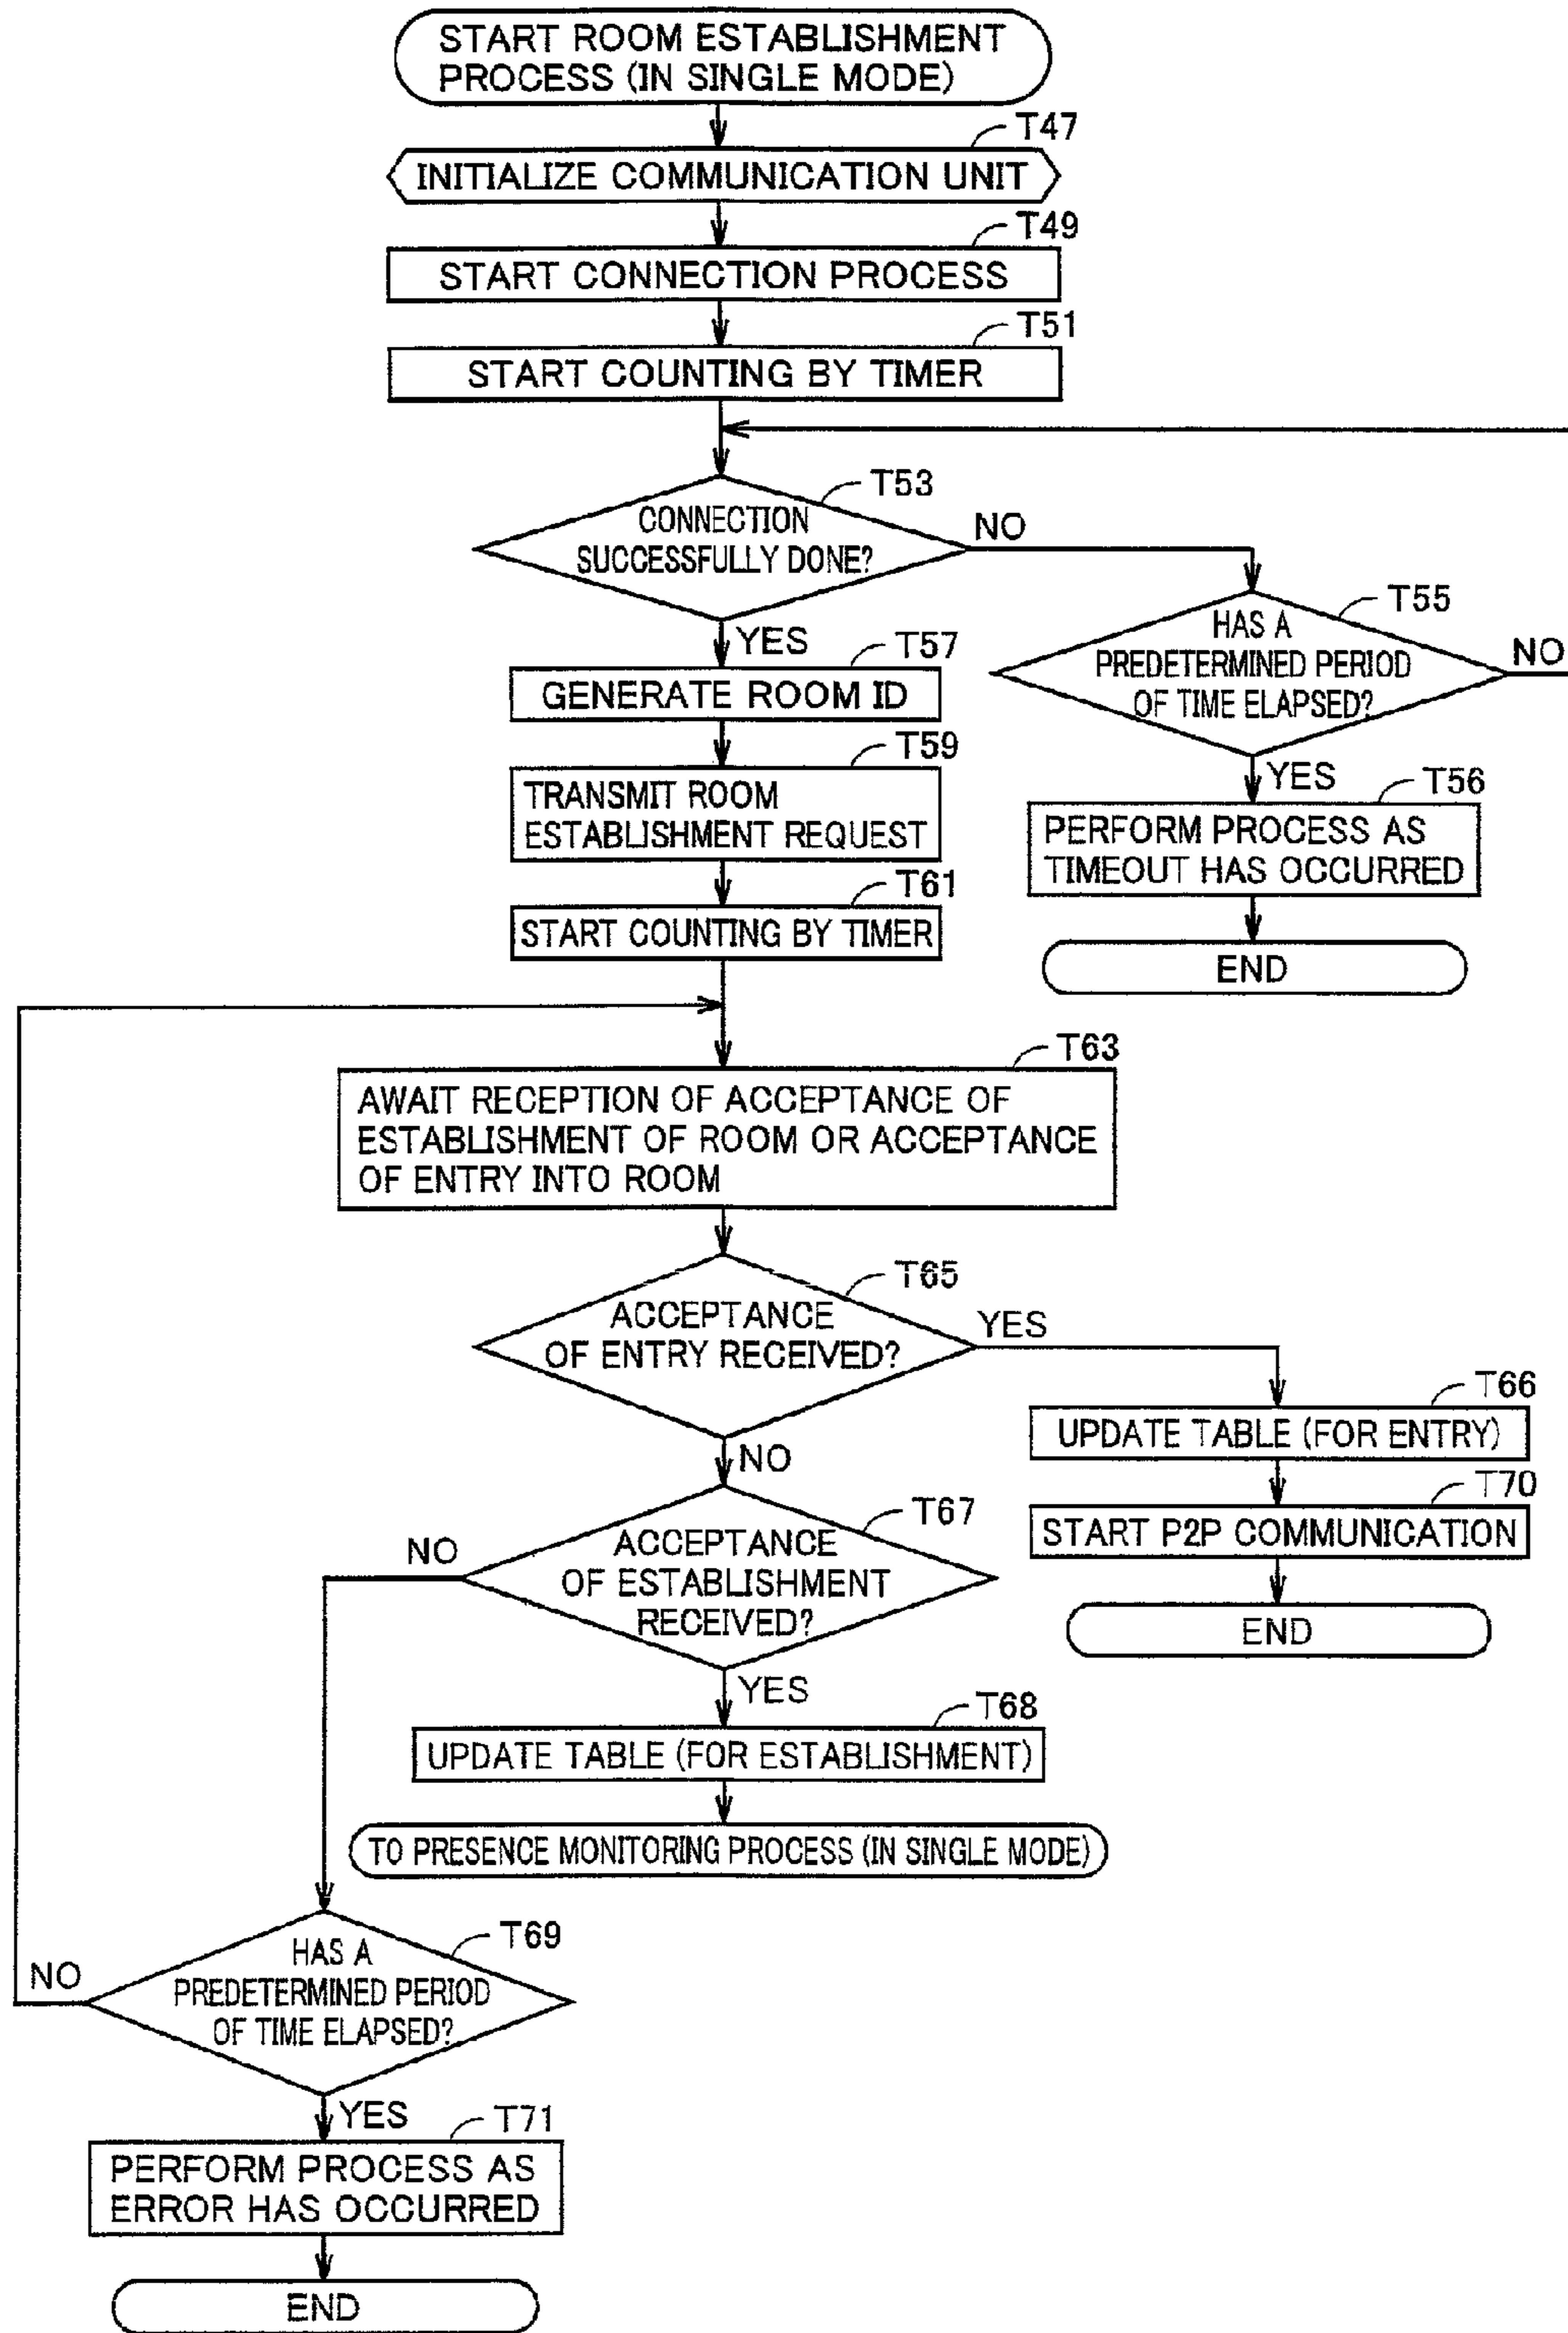 START ROOM ESTABLISHMENT
PROCESS (IN SINGLE MODE)
T47
INITIALIZE COMMUNICATION UNIT
T49
START CONNECTION PROCESS
T51
START COUNTING BY TIMER
T53
CONNECTION
SUCCESSFULLY DONE?
NO
YES
T55
HAS A
PREDETERMINED PERIOD
OF TIME ELAPSED?
NO
YES
T56
PERFORM PROCESS AS
TIMEOUT HAS OCCURRED
END
T57
GENERATE ROOM ID
T59
TRANSMIT ROOM
ESTABLISHMENT REQUEST
T61
START COUNTING BY TIMER
T63
AWAIT RECEPTION OF ACCEPTANCE OF
ESTABLISHMENT OF ROOM OR ACCEPTANCE
OF ENTRY INTO ROOM
T65
ACCEPTANCE
OF ENTRY RECEIVED?
YES
NO
T66
UPDATE TABLE (FOR ENTRY)
T70
START P2P COMMUNICATION
END
T67
ACCEPTANCE
OF ESTABLISHMENT
RECEIVED?
NO
YES
T68
UPDATE TABLE (FOR ESTABLISHMENT)
TO PRESENCE MONITORING PROCESS (IN SINGLE MODE)
T69
HAS A
PREDETERMINED PERIOD
OF TIME ELAPSED?
NO
YES
T71
PERFORM PROCESS AS
ERROR HAS OCCURRED
END